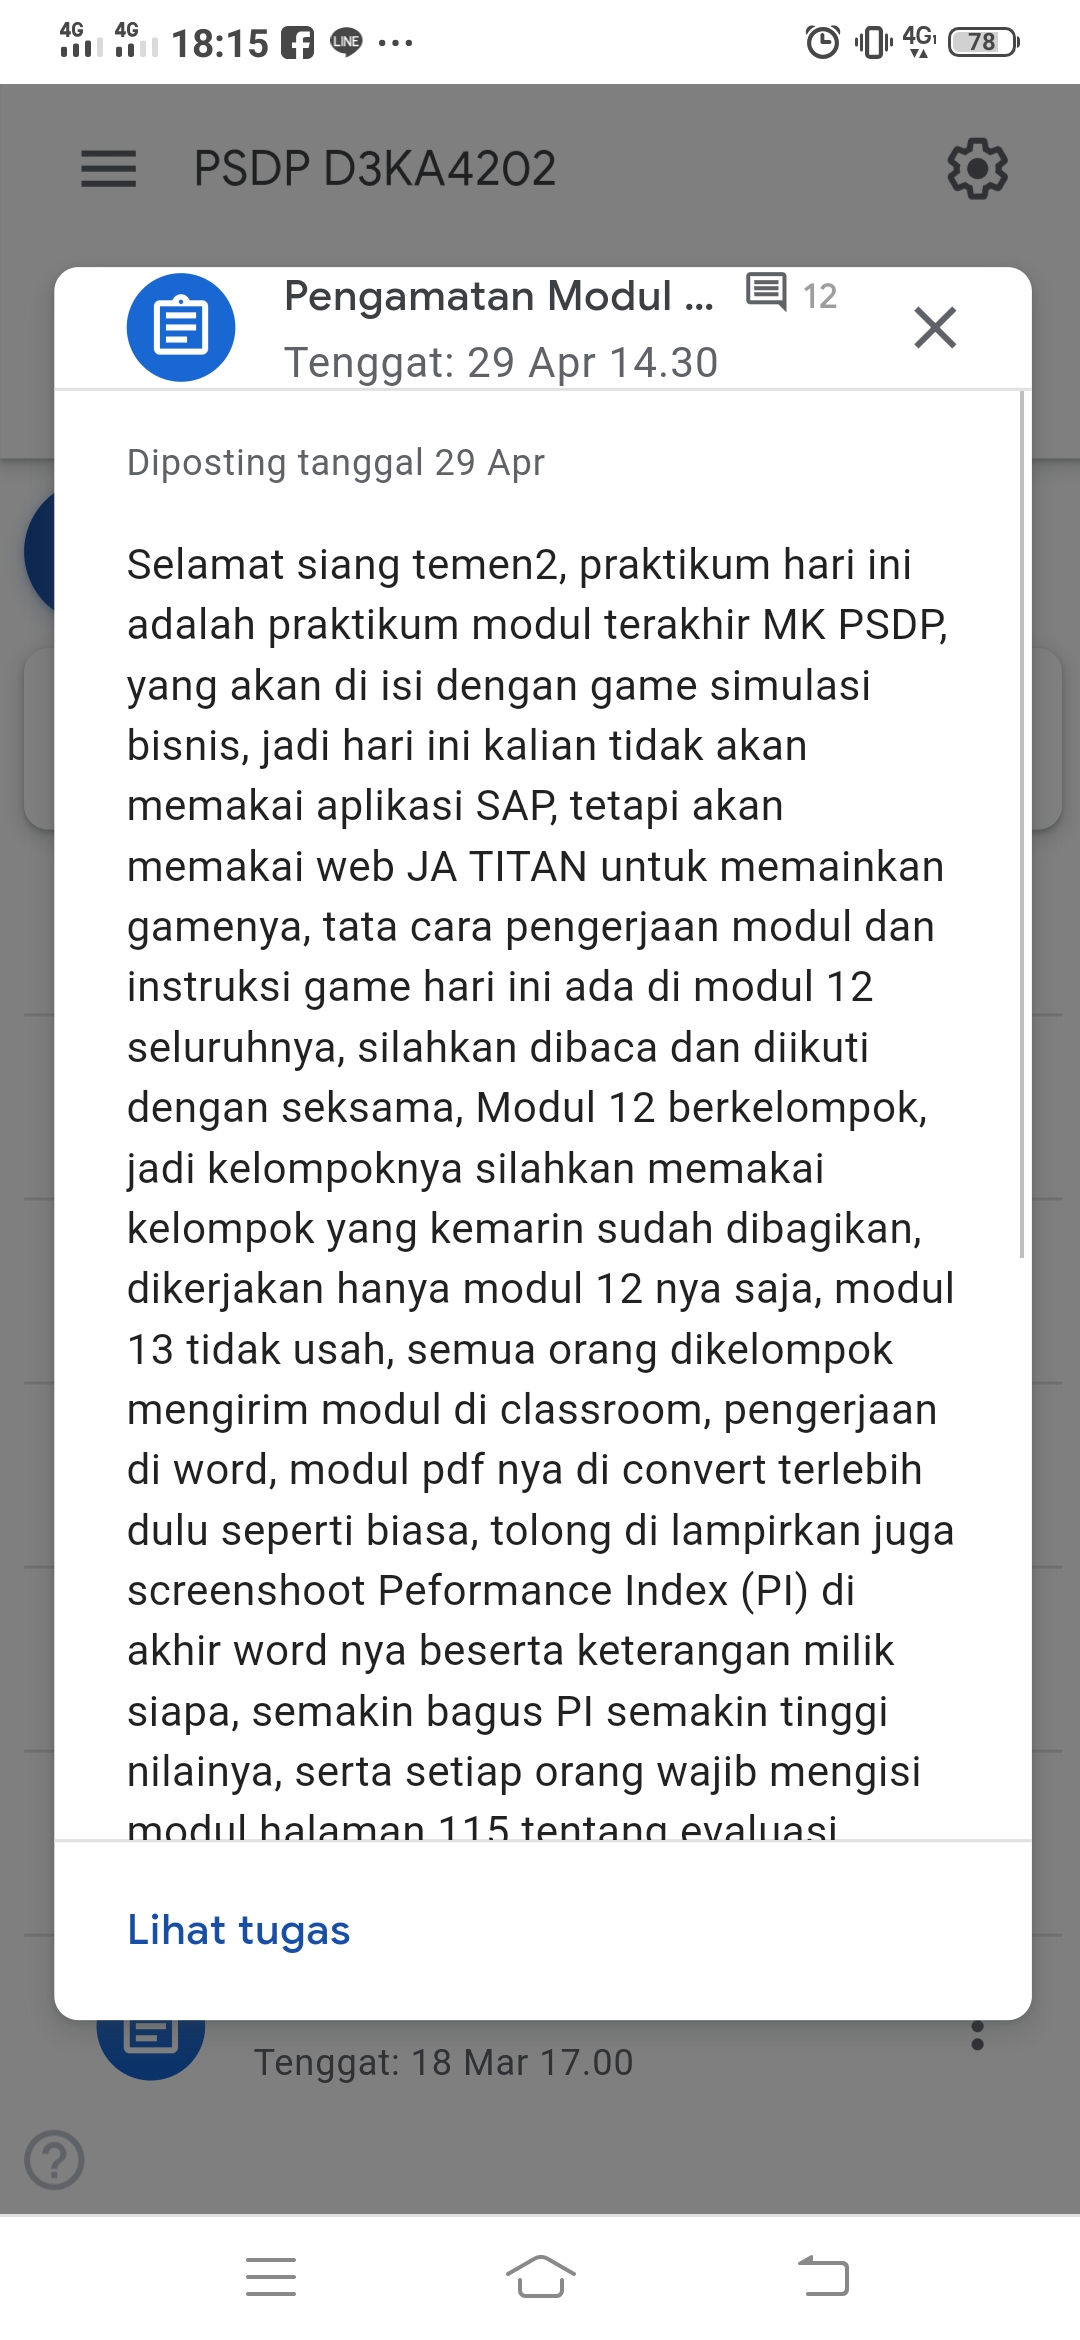 4G 4G 18:15 LINE ... 4G 78
PSDP D3KA4202
Pengamatan Modul ... 12
Tenggat: 29 Apr 14.30
Diposting tanggal 29 Apr
Selamat siang temen2, praktikum hari ini
adalah praktikum modul terakhir MK PSDP,
yang akan di isi dengan game simulasi
bisnis, jadi hari ini kalian tidak akan
memakai aplikasi SAP, tetapi akan
memakai web JA TITAN untuk memainkan
gamenya, tata cara pengerjaan modul dan
instruksi game hari ini ada di modul 12
seluruhnya, silahkan dibaca dan diikuti
dengan seksama, Modul 12 berkelompok,
jadi kelompoknya silahkan memakai
kelompok yang kemarin sudah dibagikan,
dikerjakan hanya modul 12 nya saja, modul
13 tidak usah, semua orang dikelompok
mengirim modul di classroom, pengerjaan
di word, modul pdf nya di convert terlebih
dulu seperti biasa, tolong di lampirkan juga
screenshoot Peformance Index (PI) di
akhir word nya beserta keterangan milik
siapa, semakin bagus PI semakin tinggi
nilainya, serta setiap orang wajib mengisi
modul halaman 115 tentang evaluasi
Lihat tugas
Tenggat: 18 Mar 17.00